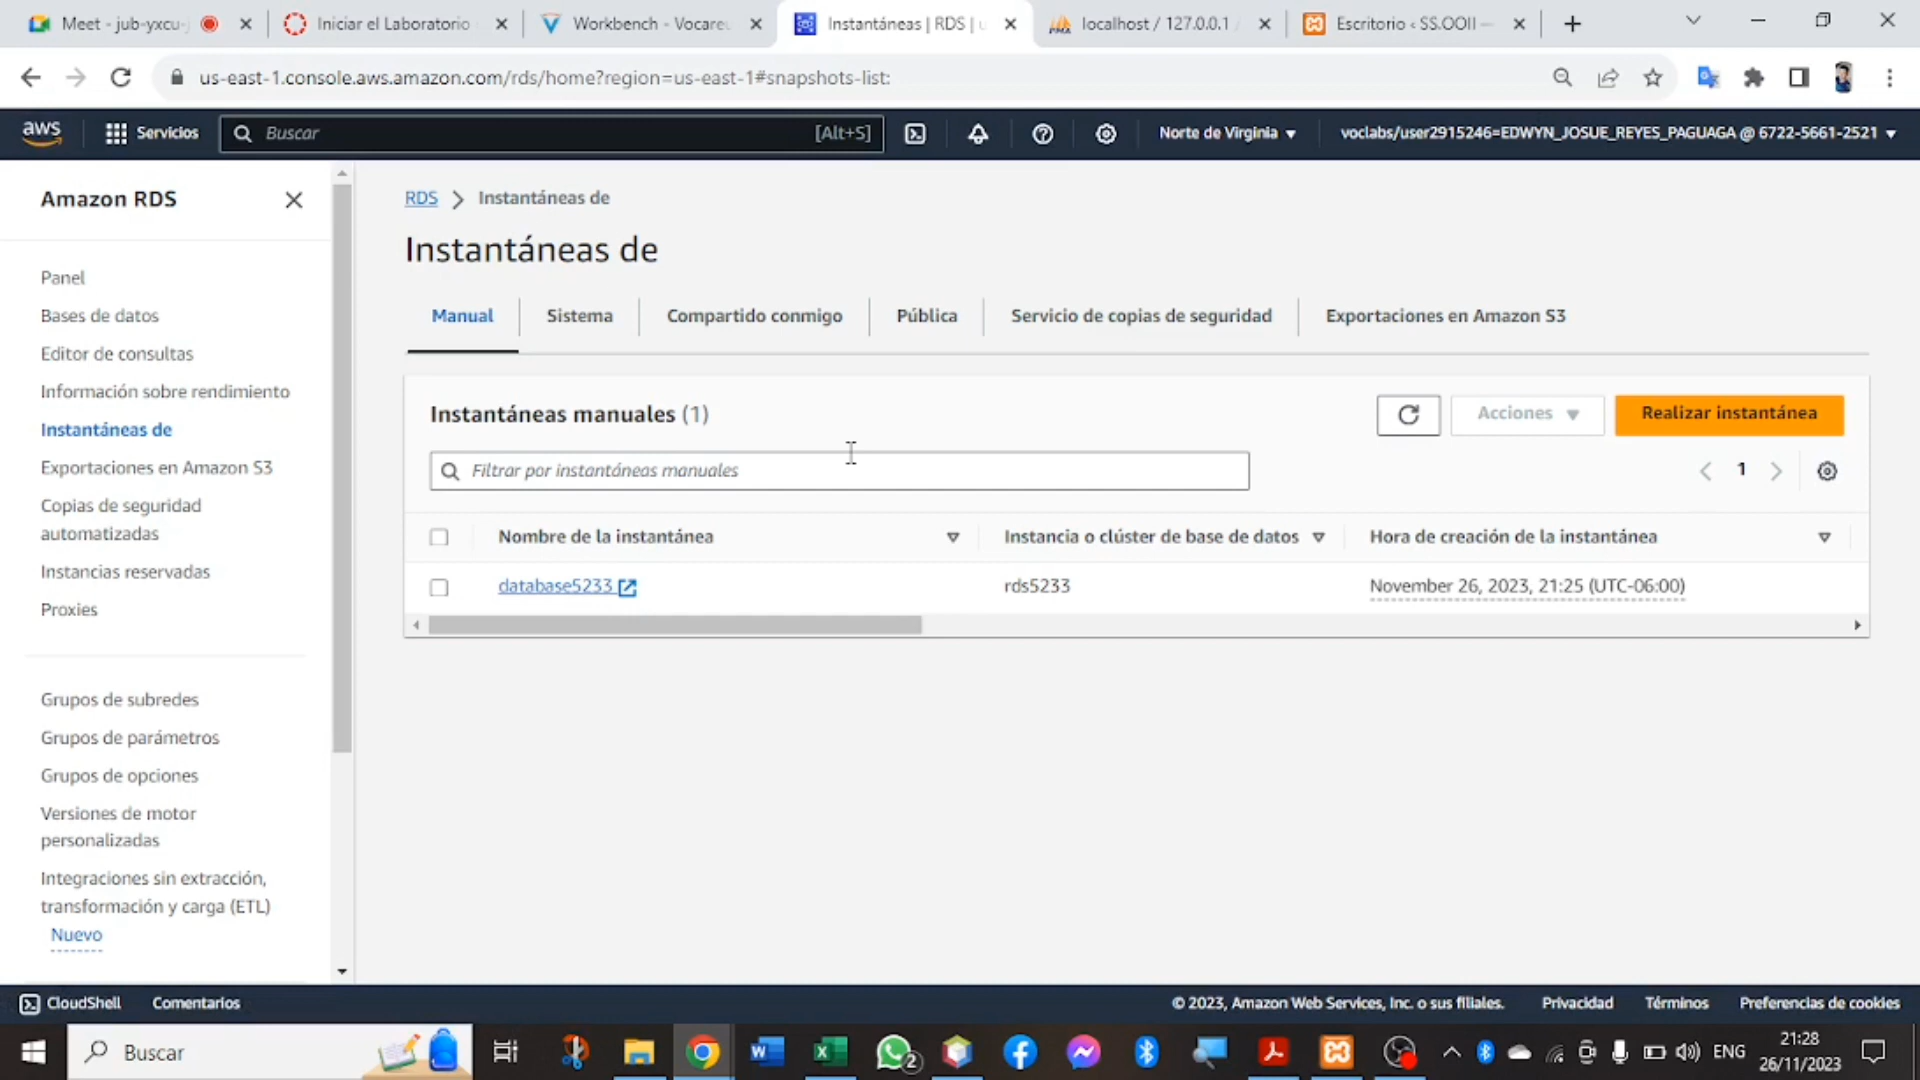 Meet - jub-yxcu-j
Iniciar el Laboratorio
Workbench - Vocare
Instantáneas | RDS | u
localhost / 127.0.0.1 /
Escritorio ‹ SS.OOII —
us-east-1.console.aws.amazon.com/rds/home?region=us-east-1#snapshots-list:
aws
Servicios
Buscar
[Alt+S]
Norte de Virginia
voclabs/user2915246=EDWYN_JOSUE_REYES_PAGUAGA @ 6722-5661-2521
Amazon RDS
Panel
Bases de datos
Editor de consultas
Información sobre rendimiento
Instantáneas de
Exportaciones en Amazon S3
Copias de seguridad
automatizadas
Instancias reservadas
Proxies
Grupos de subredes
Grupos de parámetros
Grupos de opciones
Versiones de motor
personalizadas
Integraciones sin extracción,
transformación y carga (ETL)
Nuevo
RDS > Instantáneas de
Instantáneas de
Manual
Sistema
Compartido conmigo
Pública
Servicio de copias de seguridad
Exportaciones en Amazon S3
Instantáneas manuales (1)
Acciones
Realizar instantánea
Filtrar por instantáneas manuales
1
Nombre de la instantánea
Instancia o clúster de base de datos
Hora de creación de la instantánea
database5233
rds5233
November 26, 2023, 21:25 (UTC-06:00)
CloudShell
Comentarios
© 2023, Amazon Web Services, Inc. o sus filiales.
Privacidad
Términos
Preferencias de cookies
Buscar
2
ENG
21:28
26/11/2023